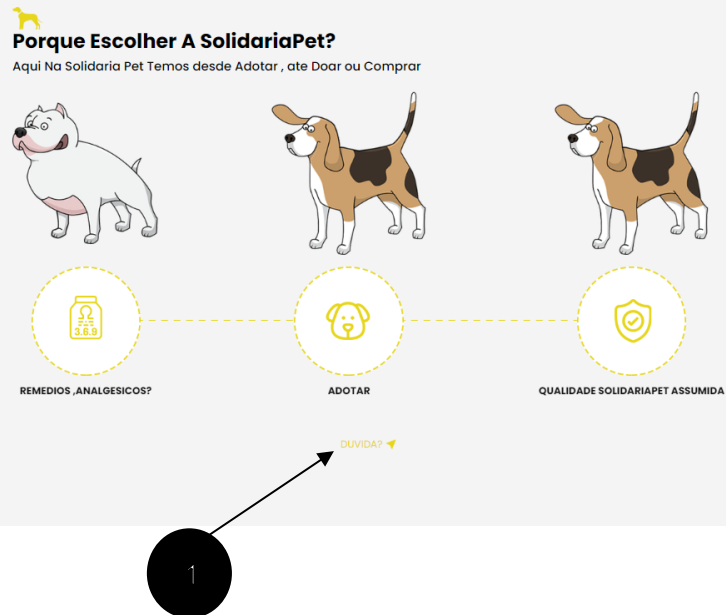 Porque Escolher A SolidariaPet?
Aqui Na Solidaria Pet Temos desde Adotar , ate Doar ou Comprar
3.6.9
REMEDIOS ,ANALGESICOS?
ADOTAR
QUALIDADE SOLIDARIAPET ASSUMIDA
DUVIDA?
1